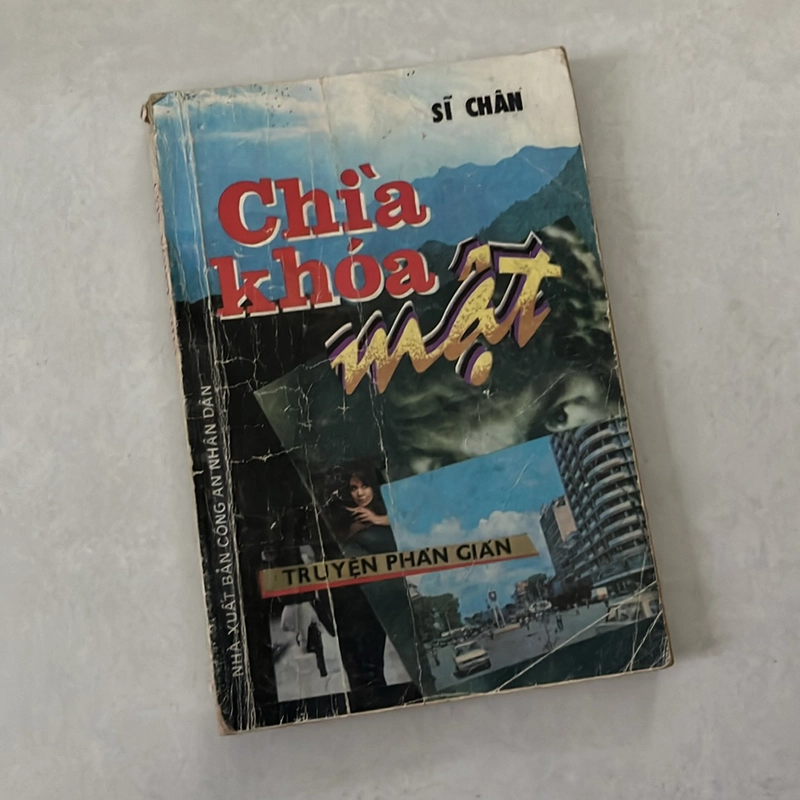 SĨ CHÂN
Chìa
khóa
mật
TRUYỆN PHẢN GIÁN
NHÀ XUẤT BẢN CÔNG AN NHÂN DÂN